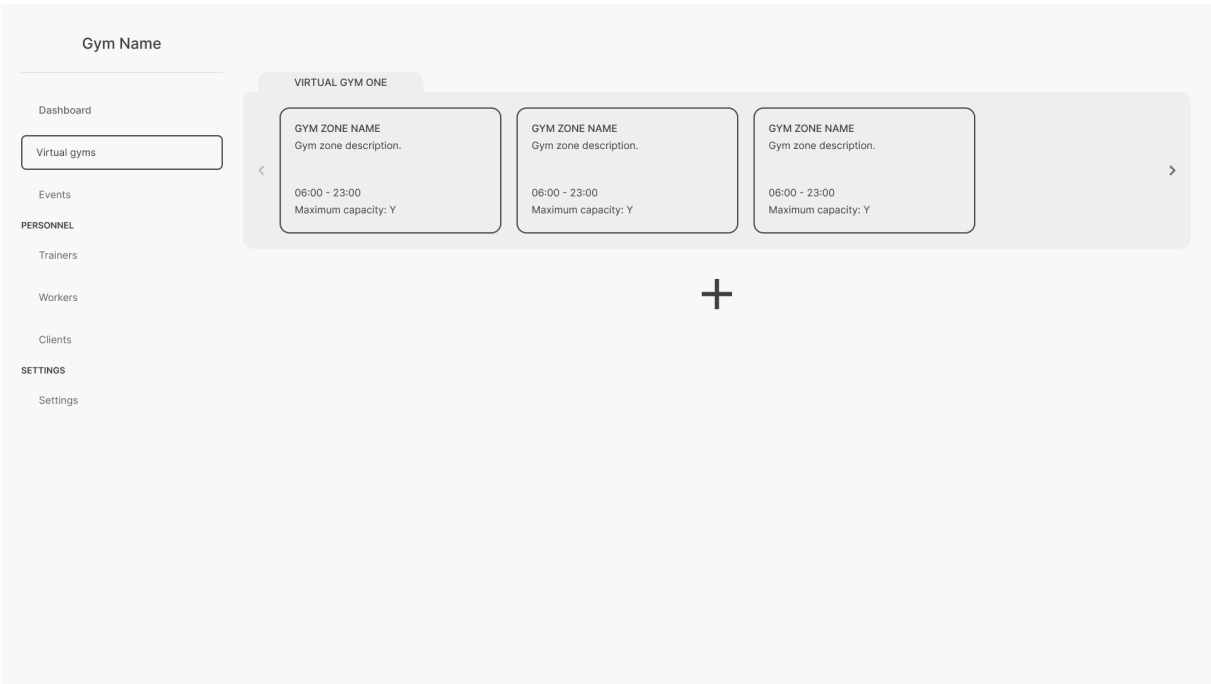 Gym Name
Dashboard
Virtual gyms
Events
PERSONNEL
Trainers
Workers
Clients
SETTINGS
Settings
VIRTUAL GYM ONE
GYM ZONE NAME
Gym zone description.
06:00 - 23:00
Maximum capacity: Y
GYM ZONE NAME
Gym zone description.
06:00 - 23:00
Maximum capacity: Y
GYM ZONE NAME
Gym zone description.
06:00 - 23:00
Maximum capacity: Y